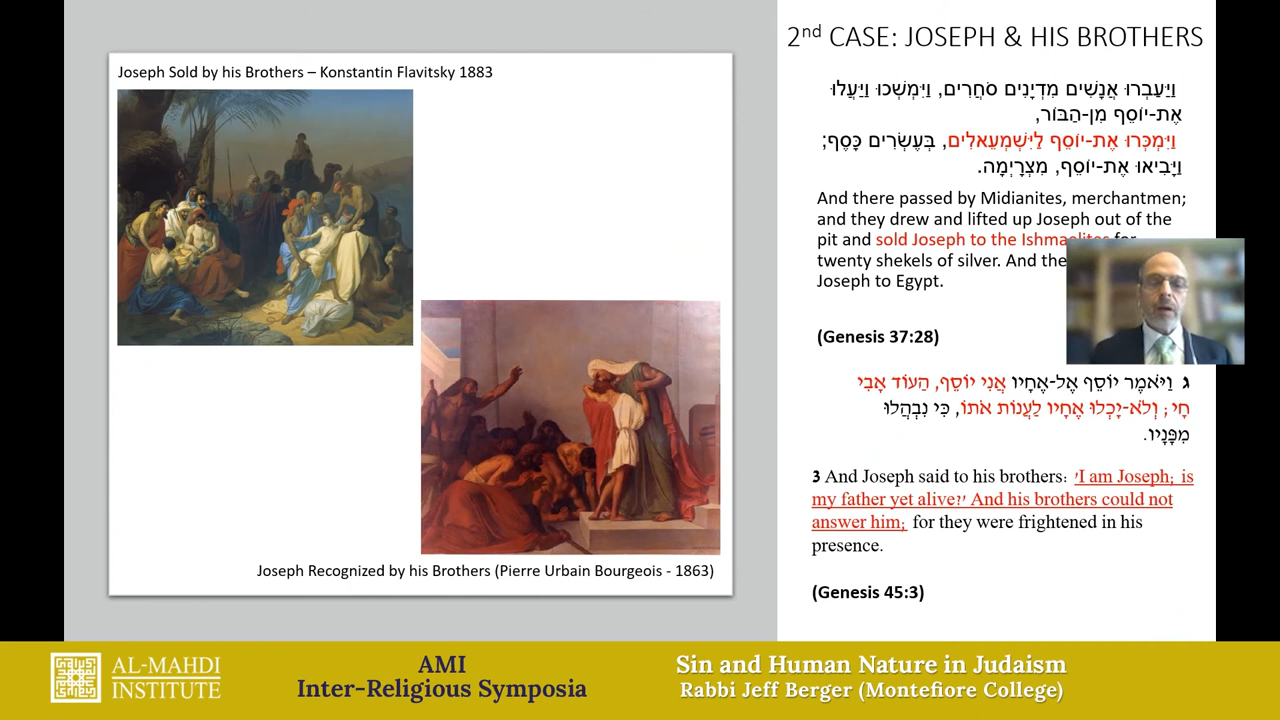 Joseph Sold by his Brothers – Konstantin Flavitsky 1883
Joseph Recognized by his Brothers (Pierre Urbain Bourgeois - 1863)
2nd CASE: JOSEPH & HIS BROTHERS
וַיַּעַבְרוּ אֲנָשִׁים מִדְיָנִים סֹחֲרִים, וַיִּמְשְׁכוּ וַיַּעֲלוּ
אֶת-יוֹסֵף מִן-הַבּוֹר,
וַיִּמְכְּרוּ אֶת-יוֹסֵף לַיִּשְׁמְעֵאלִים, בְּעֶשְׂרִים כָּסֶף;
וַיָּבִיאוּ אֶת-יוֹסֵף, מִצְרָיְמָה.
And there passed by Midianites, merchantmen;
and they drew and lifted up Joseph out of the
pit and sold Joseph to the Ishmaelites for
twenty shekels of silver. And the
Joseph to Egypt.
(Genesis 37:28)
ג וַיֹּאמֶר יוֹסֵף אֶל-אֶחָיו אֲנִי יוֹסֵף, הַעוֹד אָבִי
חָי; וְלֹא-יָכְלוּ אֶחָיו לַעֲנוֹת אֹתוֹ, כִּי נִבְהֲלוּ
מִפָּנָיו.
3 And Joseph said to his brothers: 'I am Joseph; is
my father yet alive?' And his brothers could not
answer him; for they were frightened in his
presence.
(Genesis 45:3)
AL-MAHDI
INSTITUTE
AMI
Inter-Religious Symposia
Sin and Human Nature in Judaism
Rabbi Jeff Berger (Montefiore College)